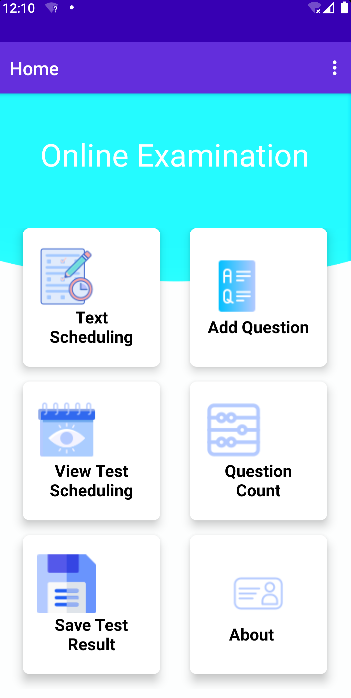 12:10
Home
Online Examination
Text
Scheduling
A
Q
Add Question
View Test
Scheduling
Question
Count
Save Test
Result
About